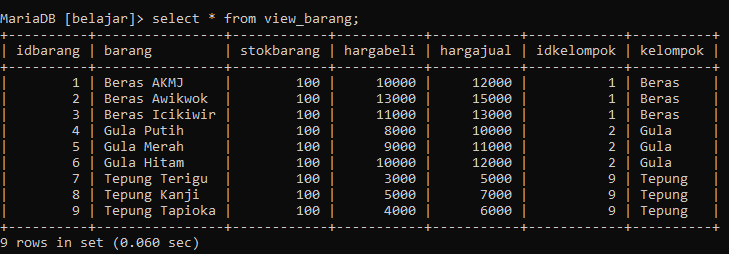 MariaDB [belajar]> select * from view_barang;
+----------+----------------+------------+-----------+-----------+------------+----------+
| idbarang | barang         | stokbarang | hargabeli | hargajual | idkelompok | kelompok |
+----------+----------------+------------+-----------+-----------+------------+----------+
|        1 | Beras AKMJ     |        100 |     10000 |     12000 |          1 | Beras    |
|        2 | Beras Awikwok  |        100 |     13000 |     15000 |          1 | Beras    |
|        3 | Beras Icikiwir |        100 |     11000 |     13000 |          1 | Beras    |
|        4 | Gula Putih     |        100 |      8000 |     10000 |          2 | Gula     |
|        5 | Gula Merah     |        100 |      9000 |     11000 |          2 | Gula     |
|        6 | Gula Hitam     |        100 |     10000 |     12000 |          2 | Gula     |
|        7 | Tepung Terigu  |        100 |      3000 |      5000 |          9 | Tepung   |
|        8 | Tepung Kanji   |        100 |      5000 |      7000 |          9 | Tepung   |
|        9 | Tepung Tapioka |        100 |      4000 |      6000 |          9 | Tepung   |
+----------+----------------+------------+-----------+-----------+------------+----------+
9 rows in set (0.060 sec)